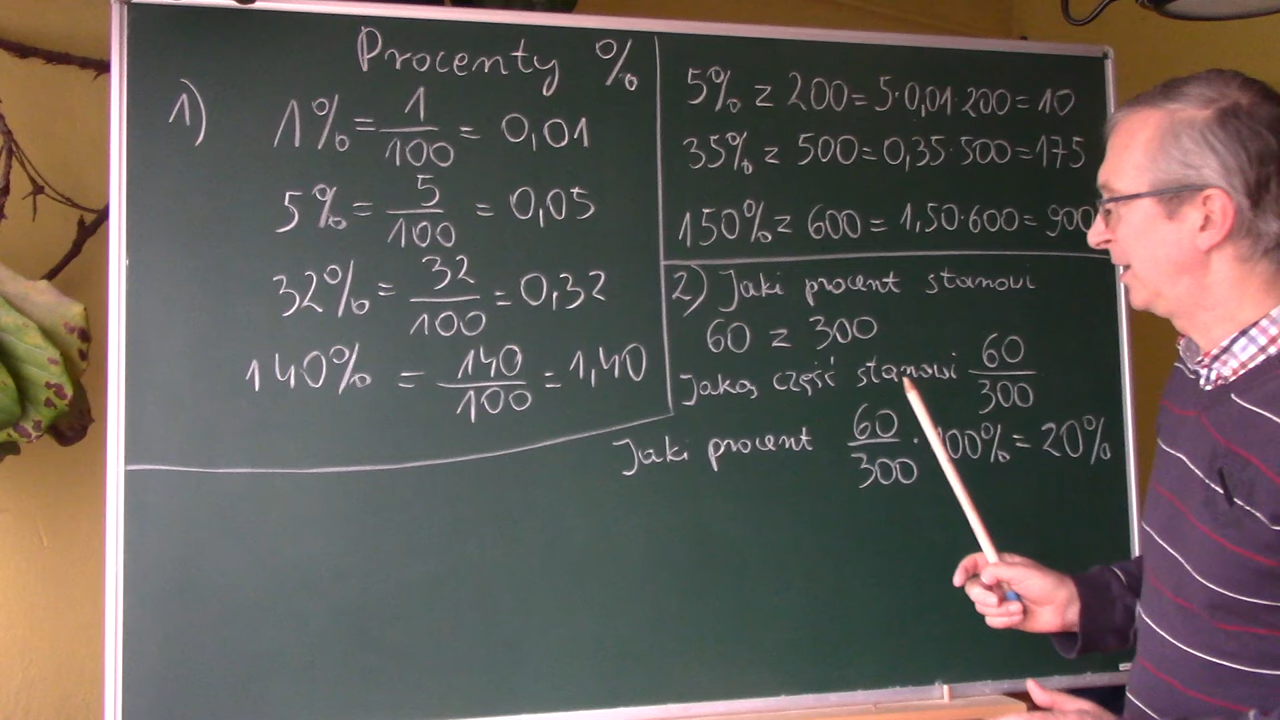 Procenty %
1) 1% = 1/100 = 0,01
5% = 5/100 = 0,05
32% = 32/100 = 0,32
140% = 140/100 = 1,40
5% z 200 = 5·0,01·200 = 10
35% z 500 = 0,35·500 = 175
150% z 600 = 1,50·600 = 900
2) Jaki procent stanowi
60 z 300
Jaką część stanowi 60/300
Jaki procent 60/300 · 100% = 20%